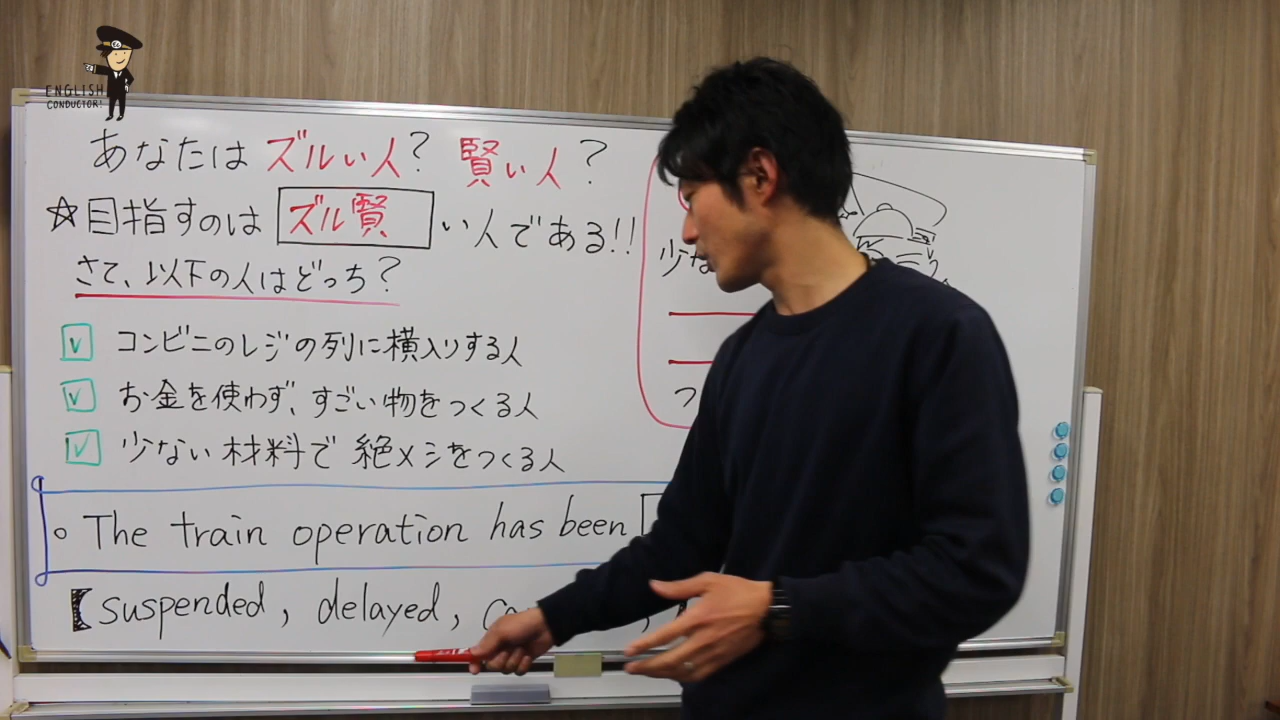 ENGLISH
CONDUCTOR!
あなたは ズルい人? 賢い人?
☆目指すのは ズル賢 い人である!!
さて、以下の人はどっち?
コンビニのレジの列に横入りする人
お金を使わず、すごい物をつくる人
少ない材料で 絶メシをつくる人
少な
つ
○ The train operation has been
【suspended, delayed,